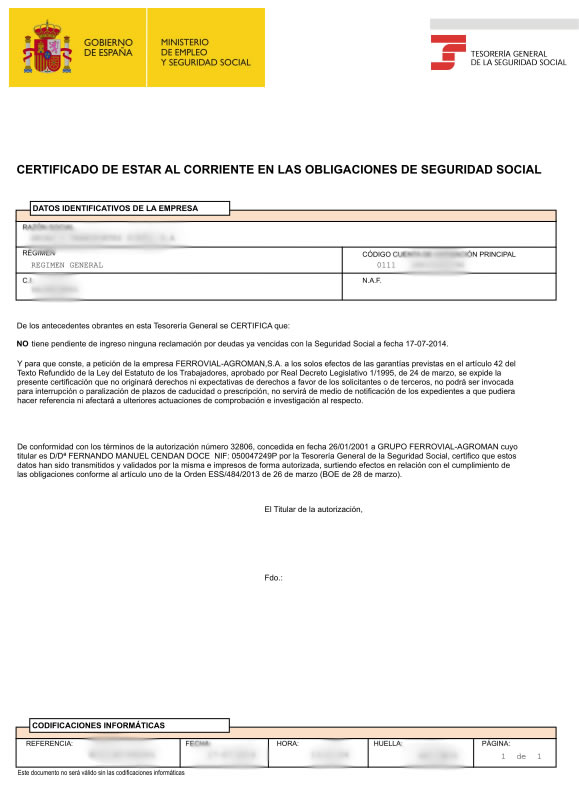 GOBIERNO
DE ESPAÑA
MINISTERIO
DE EMPLEO
Y SEGURIDAD SOCIAL
TESORERÍA GENERAL
DE LA SEGURIDAD SOCIAL
CERTIFICADO DE ESTAR AL CORRIENTE EN LAS OBLIGACIONES DE SEGURIDAD SOCIAL
DATOS IDENTIFICATIVOS DE LA EMPRESA
RAZÓN SOCIAL
RÉGIMEN
REGIMEN GENERAL
CÓDIGO CUENTA DE COTIZACIÓN PRINCIPAL
0111
N.A.F.
De los antecedentes obrantes en esta Tesorería General se CERTIFICA que:
NO tiene pendiente de ingreso ninguna reclamación por deudas ya vencidas con la Seguridad Social a fecha 17-07-2014.
Y para que conste, a petición de la empresa FERROVIAL-AGROMAN,S.A. a los solos efectos de las garantías previstas en el artículo 42 del
Texto Refundido de la Ley del Estatuto de los Trabajadores, aprobado por Real Decreto Legislativo 1/1995, de 24 de marzo, se expide la
presente certificación que no originará derechos ni expectativas de derechos a favor de los solicitantes o de terceros, no podrá ser invocada
para interrupción o paralización de plazos de caducidad o prescripción, no servirá de medio de notificación de los expedientes a que pudiera
hacer referencia ni afectará a ulteriores actuaciones de comprobación e investigación al respecto.
De conformidad con los términos de la autorización número 32806, concedida en fecha 26/01/2001 a GRUPO FERROVIAL-AGROMAN cuyo
titular es D/Dª FERNANDO MANUEL CENDAN DOCE NIF: 050047249P por la Tesorería General de la Seguridad Social, certifico que estos
datos han sido transmitidos y validados por la misma e impresos de forma autorizada, surtiendo efectos en relación con el cumplimiento de
las obligaciones conforme al artículo uno de la Orden ESS/484/2013 de 26 de marzo (BOE de 28 de marzo).
El Titular de la autorización,
Fdo.:
CODIFICACIONES INFORMÁTICAS
REFERENCIA:
FECHA:
HORA:
HUELLA:
PÁGINA:
1 de 1
Este documento no será válido sin las codificaciones informáticas